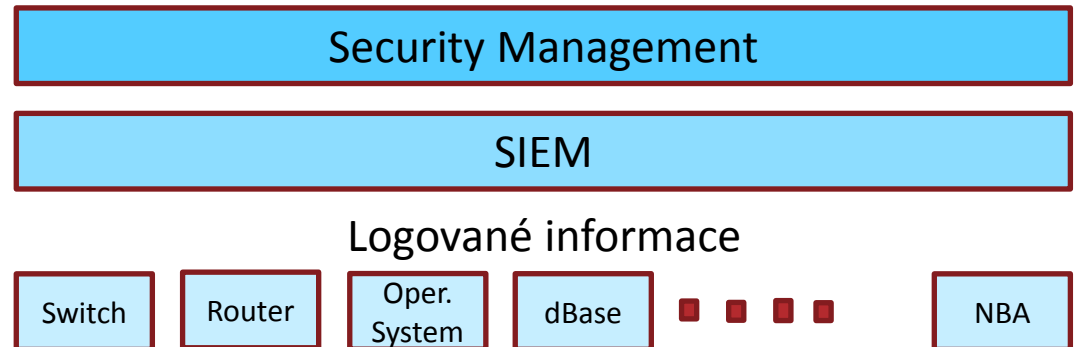 Security Management
SIEM
Logované informace
Switch
Router
Oper.
System
dBase
NBA